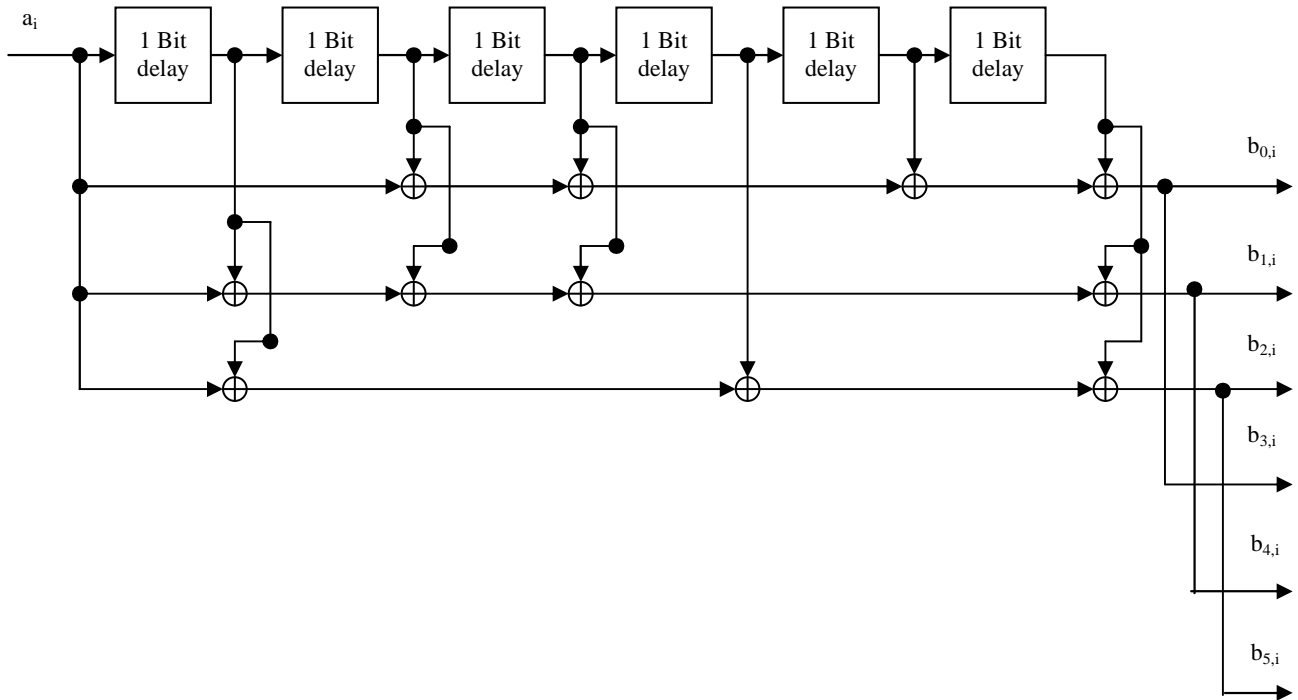 a_i
1 Bit
delay
1 Bit
delay
1 Bit
delay
1 Bit
delay
1 Bit
delay
1 Bit
delay
b_0,i
b_1,i
b_2,i
b_3,i
b_4,i
b_5,i